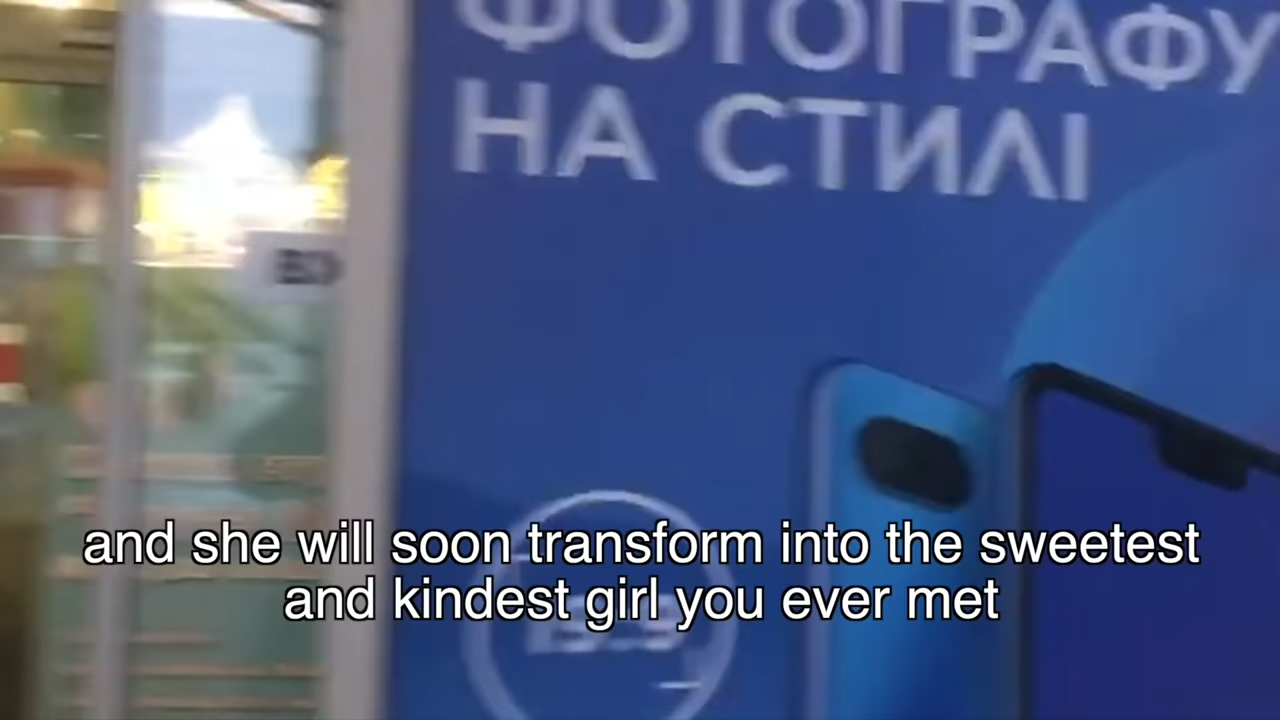 ФОТОГРАФУ
НА СТИЛІ
and she will soon transform into the sweetest
and kindest girl you ever met